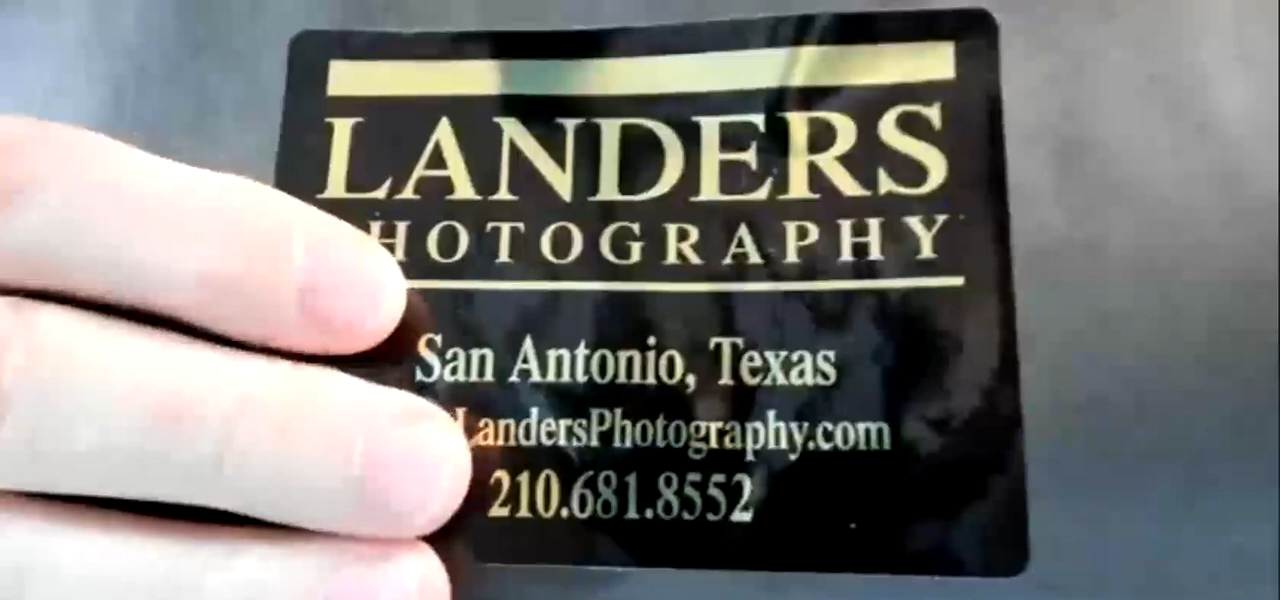 LANDERS
HOTOGRAPHY
San Antonio, Texas
LandersPhotography.com
210.681.8552